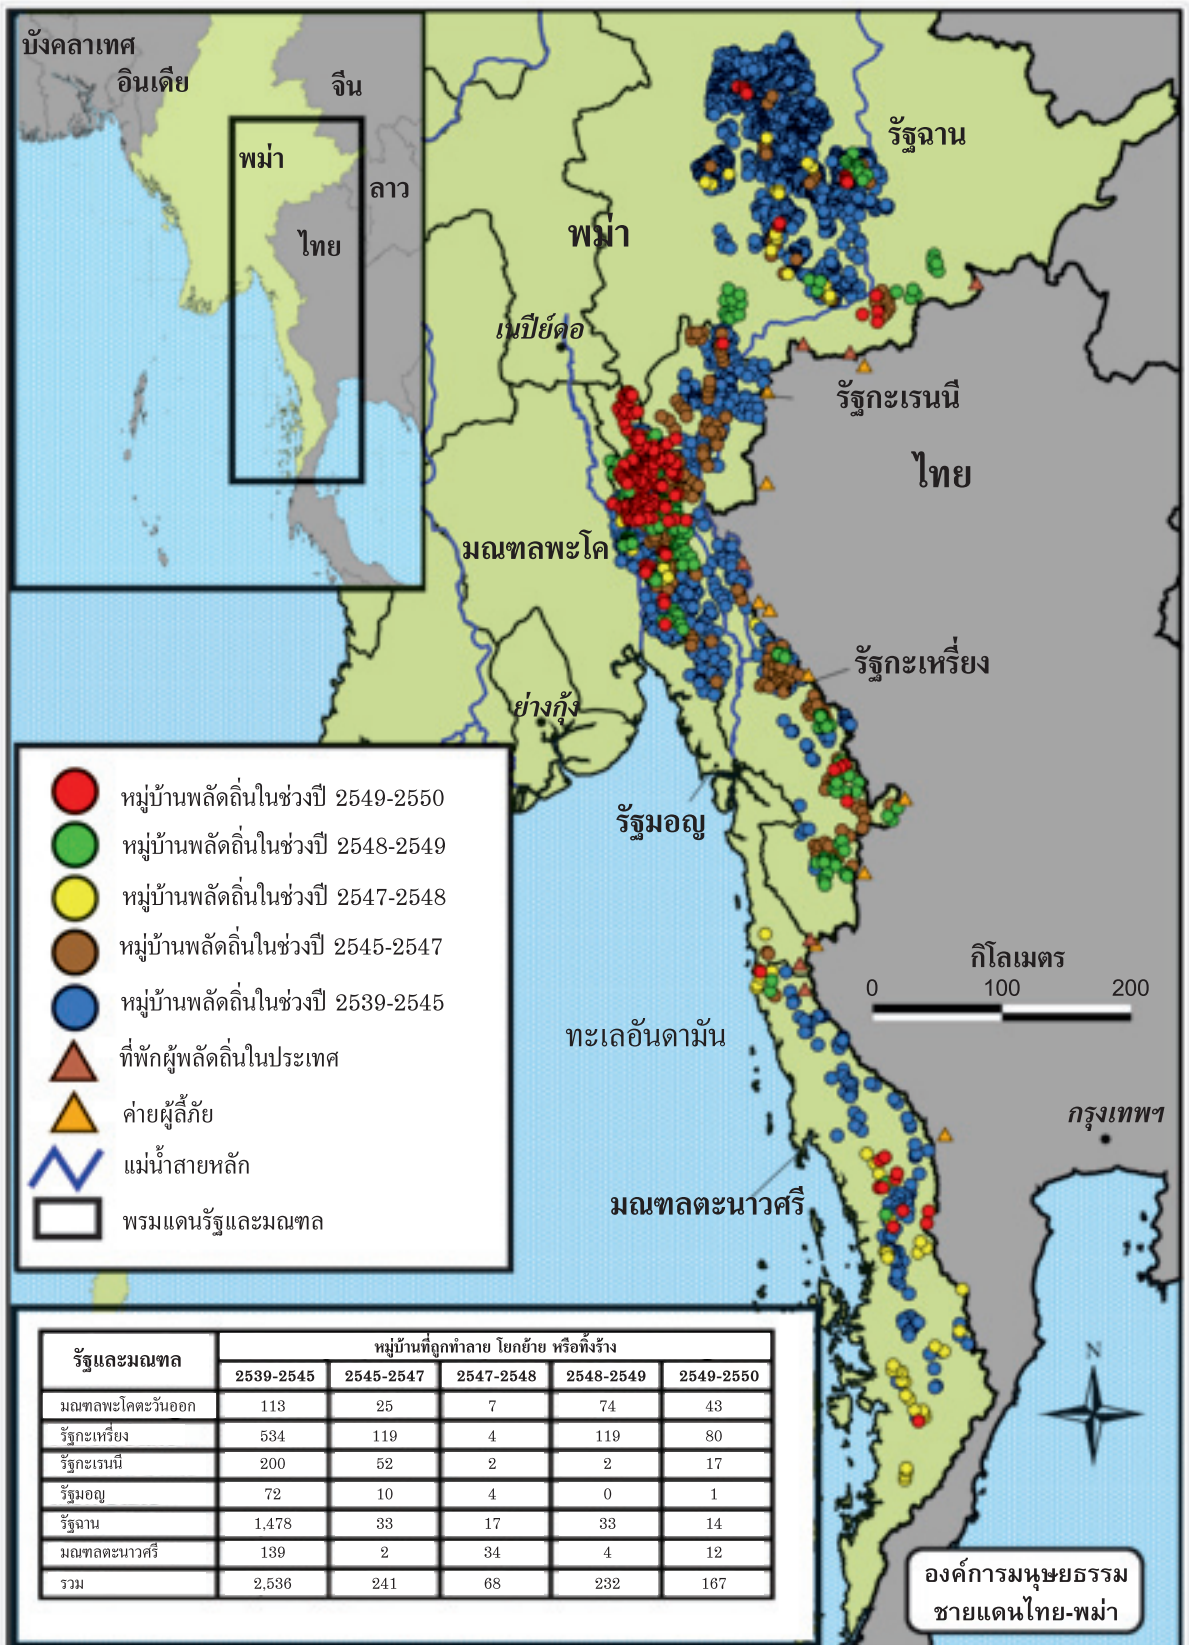 บังคลาเทศ
อินเดีย
จีน
พม่า
ลาว
ไทย
รัฐฉาน
พม่า
เนปีย์ดอ
รัฐกะเรนนี
ไทย
มณฑลพะโค
รัฐกะเหรี่ยง
ย่างกุ้ง
รัฐมอญ
กิโลเมตร
0 100 200
ทะเลอันดามัน
กรุงเทพฯ
มณฑลตะนาวศรี
หมู่บ้านพลัดถิ่นในช่วงปี 2549-2550
หมู่บ้านพลัดถิ่นในช่วงปี 2548-2549
หมู่บ้านพลัดถิ่นในช่วงปี 2547-2548
หมู่บ้านพลัดถิ่นในช่วงปี 2545-2547
หมู่บ้านพลัดถิ่นในช่วงปี 2539-2545
ที่พักผู้พลัดถิ่นในประเทศ
ค่ายผู้ลี้ภัย
แม่น้ำสายหลัก
พรมแดนรัฐและมณฑล
รัฐและมณฑล หมู่บ้านที่ถูกทำลาย โยกย้าย หรือทิ้งร้าง
2539-2545 2545-2547 2547-2548 2548-2549 2549-2550
มณฑลพะโคตะวันออก 113 25 7 74 43
รัฐกะเหรี่ยง 534 119 4 119 80
รัฐกะเรนนี 200 52 2 2 17
รัฐมอญ 72 10 4 0 1
รัฐฉาน 1,478 33 17 33 14
มณฑลตะนาวศรี 139 2 34 4 12
รวม 2,536 241 68 232 167
N
องค์การมนุษยธรรม
ชายแดนไทย-พม่า